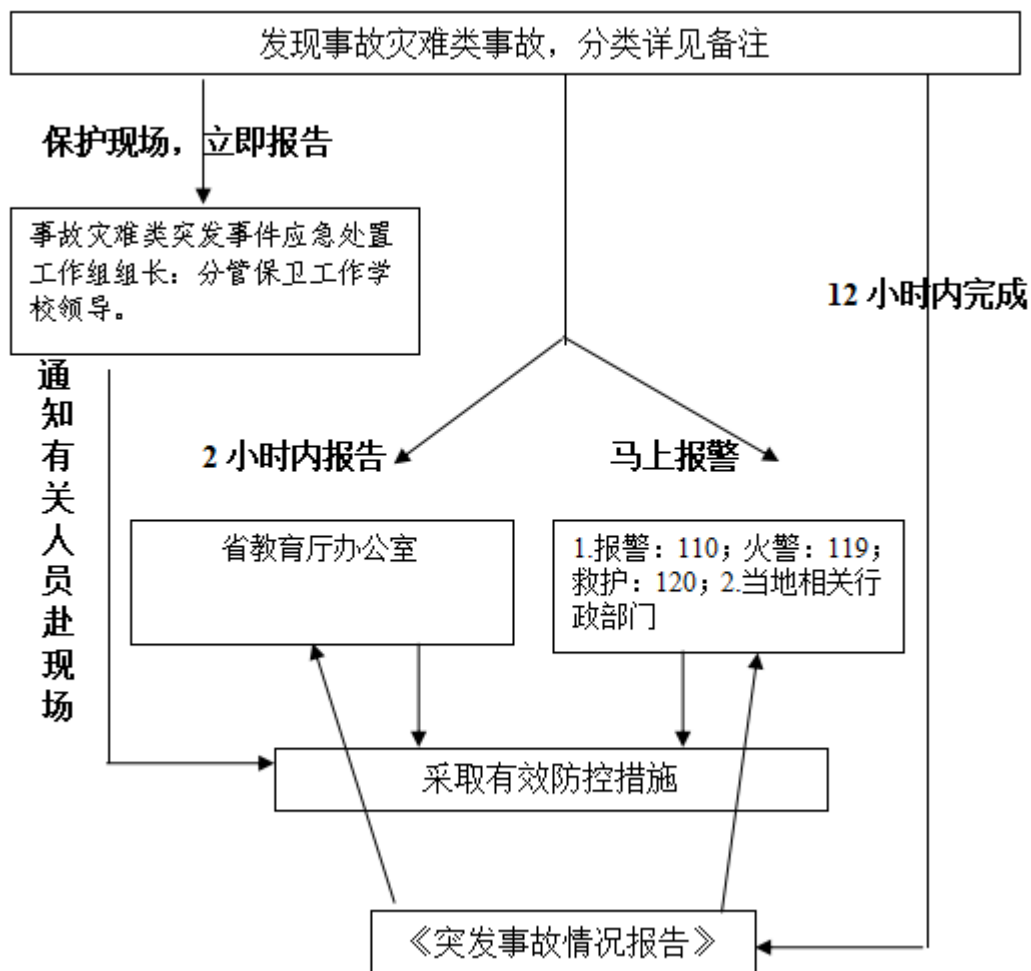 发现事故灾难类事故，分类详见备注
保护现场，立即报告
事故灾难类突发事件应急处置
工作组组长：分管保卫工作学
校领导。
12 小时内完成
通知有关人员赴现场
2 小时内报告
马上报警
省教育厅办公室
1.报警：110；火警：119；
救护：120；2.当地相关行
政部门
采取有效防控措施
《突发事故情况报告》